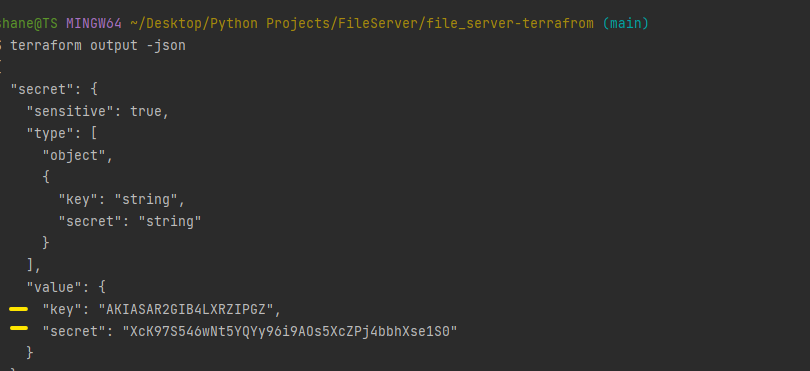 shane@TS MINGW64 ~/Desktop/Python Projects/FileServer/file_server-terrafrom (main)
$ terraform output -json
{
"secret": {
"sensitive": true,
"type": [
"object",
{
"key": "string",
"secret": "string"
}
],
"value": {
"key": "AKIASAR2GIB4LXRZIPGZ",
"secret": "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"
}